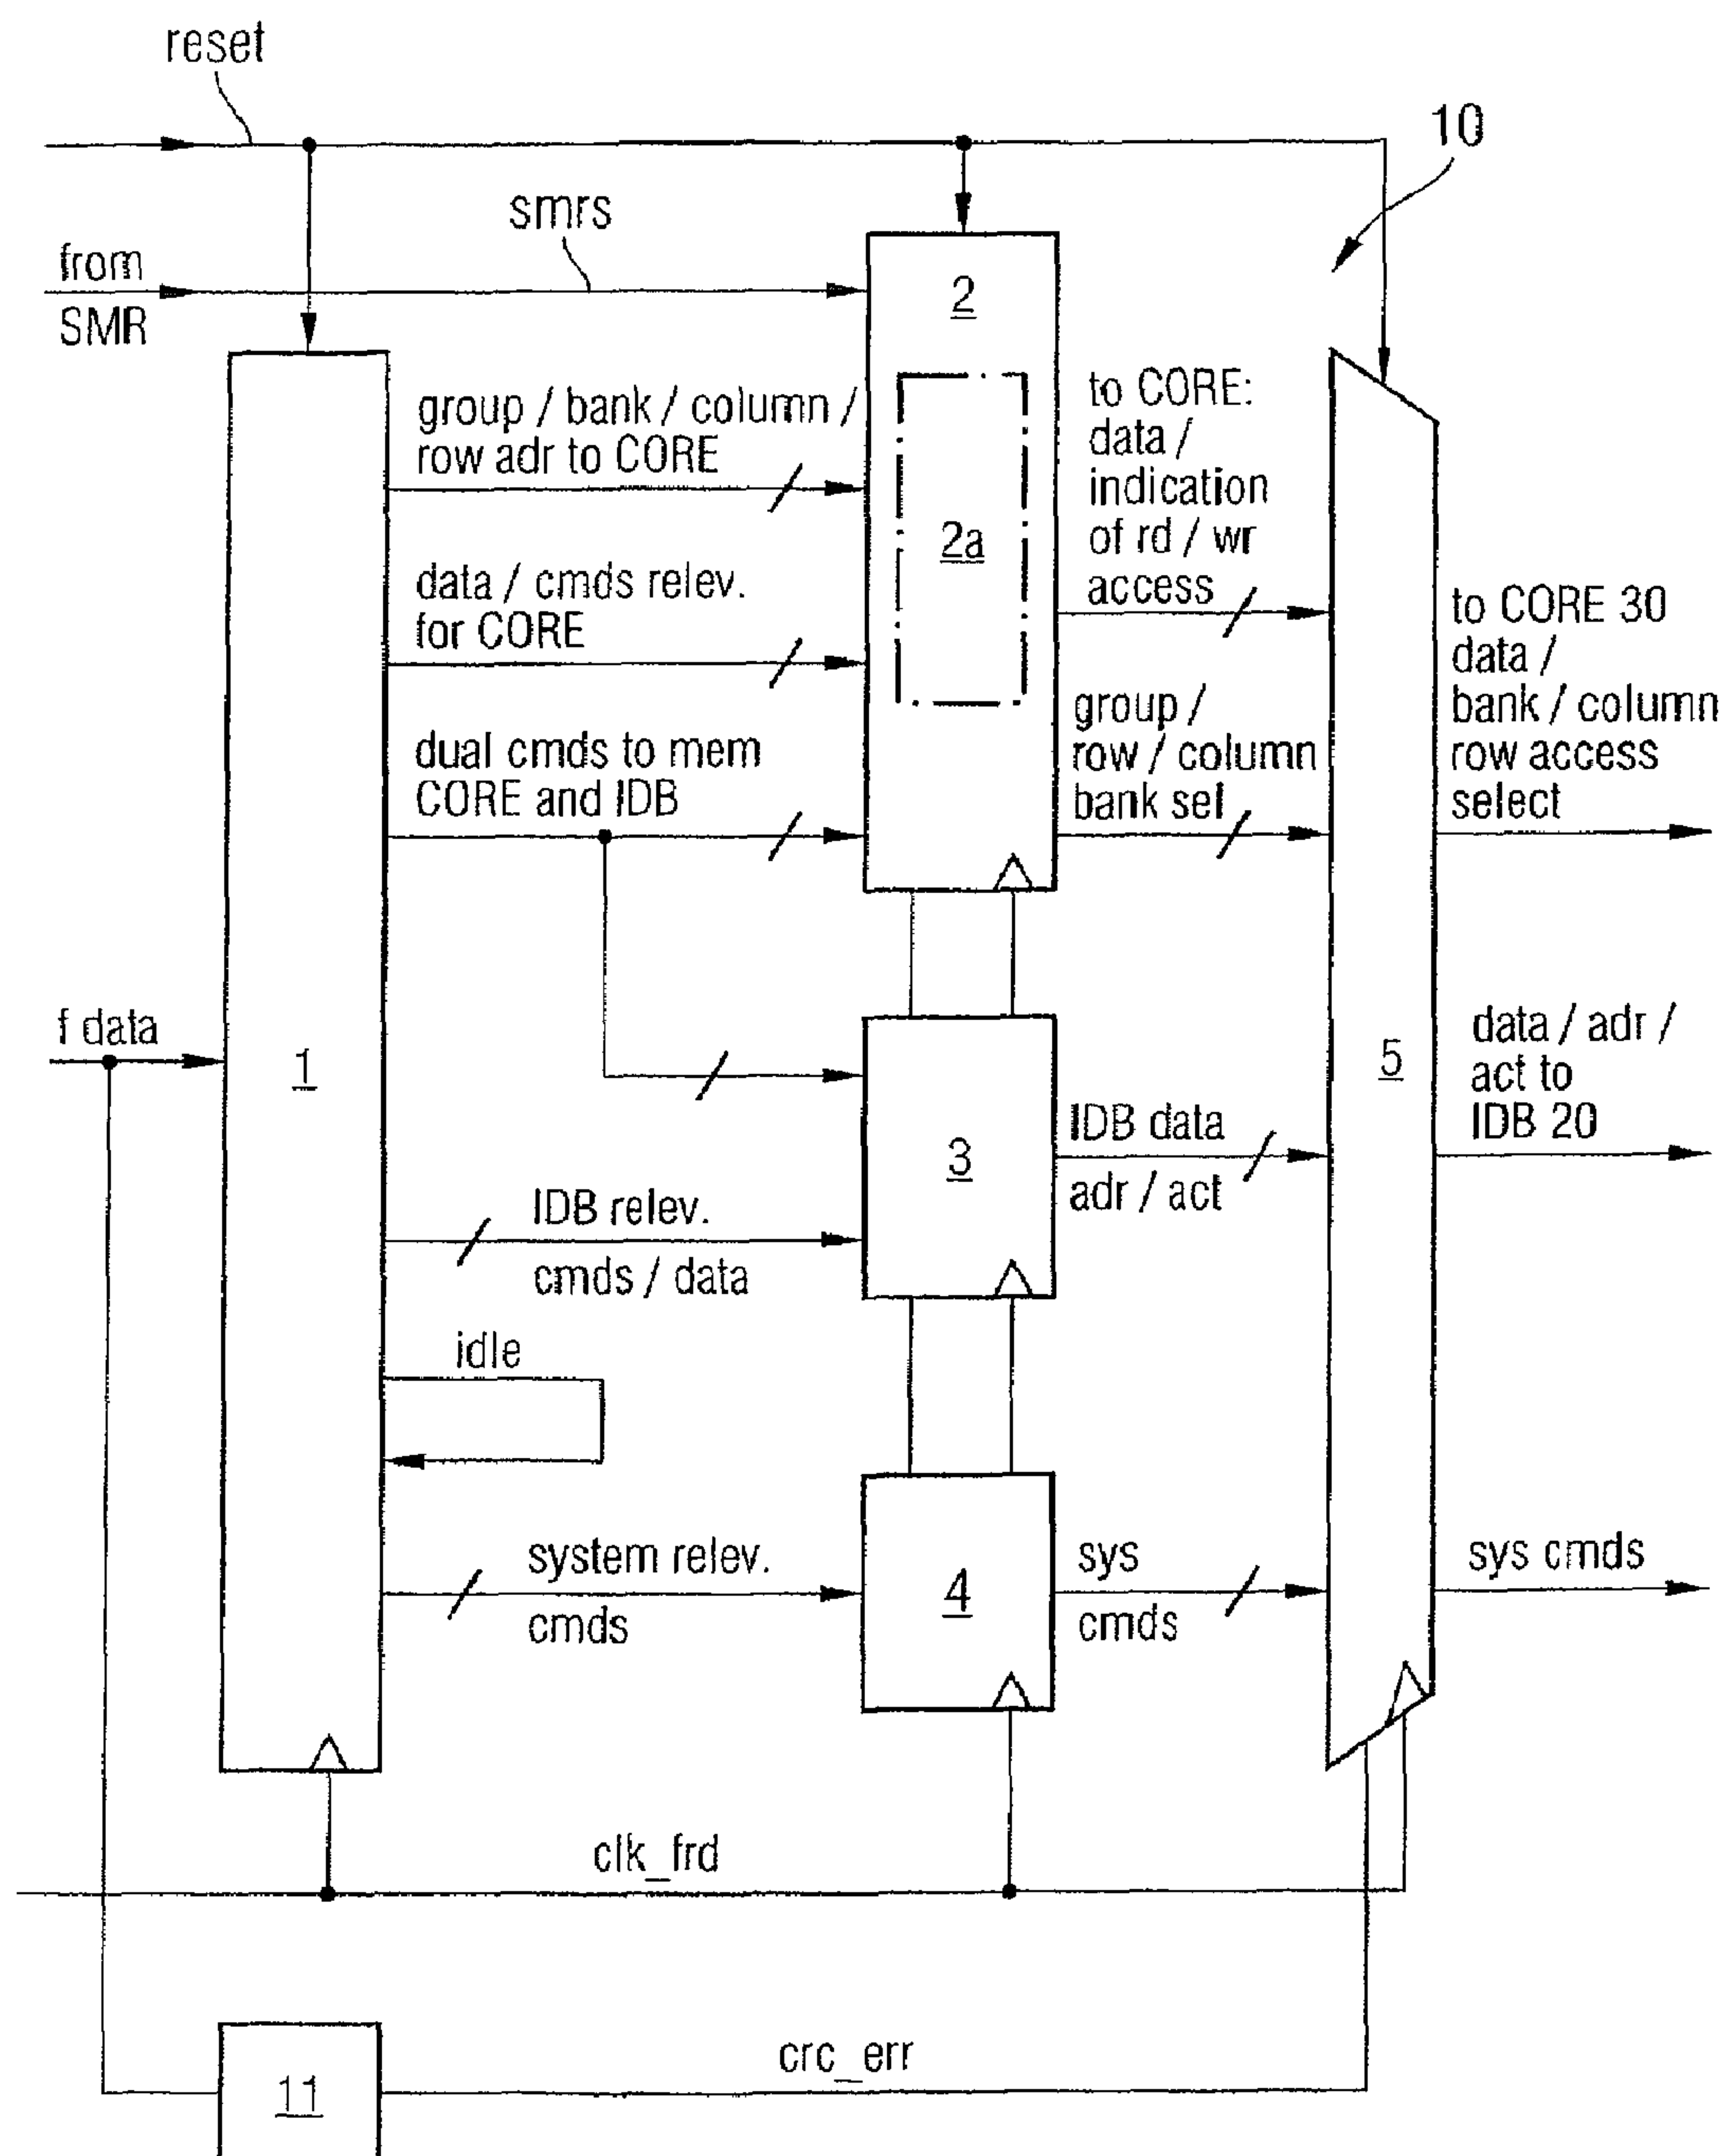 reset
10
smrs
from
SMR
2
group / bank / column /
row adr to CORE
to CORE:
data /
indication
of rd / wr
access
2a
data / cmds relev.
for CORE
to CORE 30
data /
bank / column
row access
select
group /
row / column
bank sel
dual cmds to mem
CORE and IDB
f data
1
5
data / adr /
act to
IDB 20
3
IDB data
adr / act
IDB relev.
cmds / data
idle
system relev.
cmds
4
sys
cmds
sys cmds
clk_frd
crc_err
11